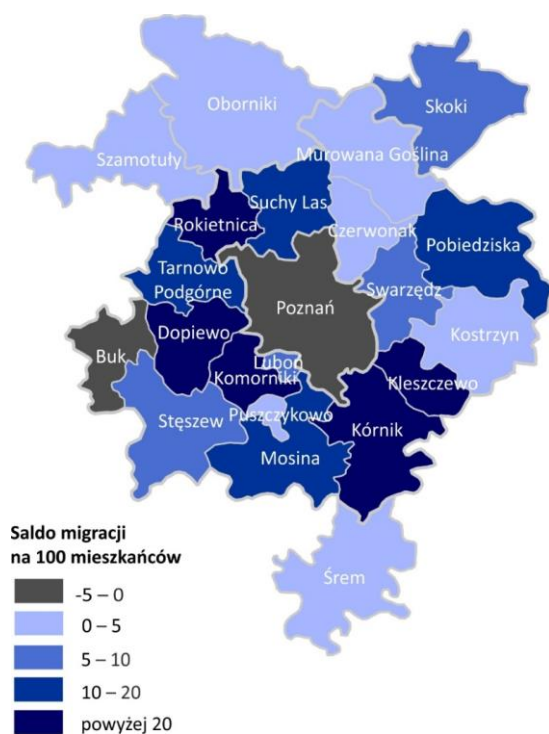 Oborniki
Skoki
Szamotuły
Murowana Goślina
Suchy Las
Rokietnica
Czerwonak
Pobiedziska
Tarnowo
Podgórne
Swarzędz
Poznań
Kostrzyn
Dopiewo
Buk
Luboń
Komorniki
Kleszczewo
Puszczykowo
Stęszew
Kórnik
Mosina
Śrem
Saldo migracji
na 100 mieszkańców
-5 – 0
0 – 5
5 – 10
10 – 20
powyżej 20